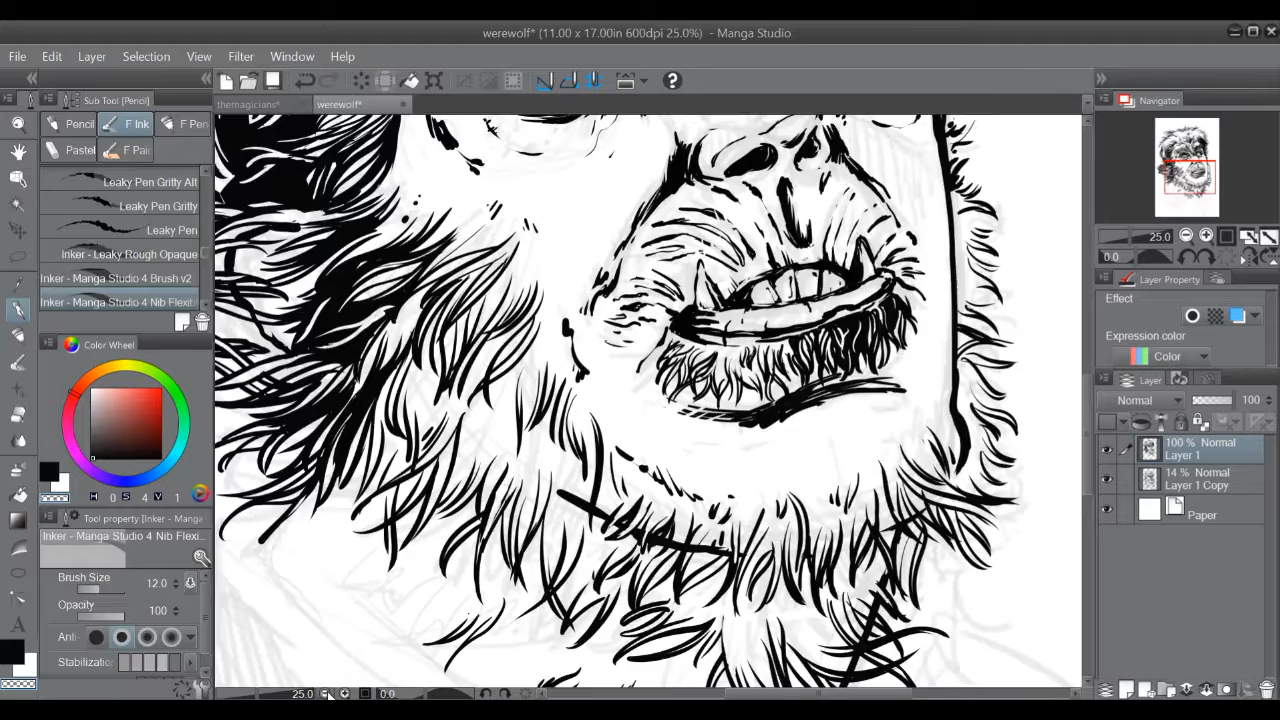 werewolf* (11.00 x 17.00in 600dpi 25.0%) - Manga Studio
File Edit Layer Selection View Filter Window Help
Sub Tool [Pencil]
themagicians*
werewolf*
Navigator
Pencil F Ink F Pen
Pastel F Pai
Leaky Pen Gritty Alt
Leaky Pen Gritty
Leaky Pen
Inker - Leaky Rough Opaque
Inker - Manga Studio 4 Brush v2
Inker - Manga Studio 4 Nib Flexib
Color Wheel
H 0 S 4 V 1
Tool property [Inker - Manga
Inker - Manga Studio 4 Nib Flexi...
Brush Size 12.0
Opacity 100
Anti-
Stabilizatio
A
25.0 0.0
25.0
0.0
Layer Property
Effect
Expression color
Color
Layer
Normal 100
100 % Normal
Layer 1
14 % Normal
Layer 1 Copy
Paper